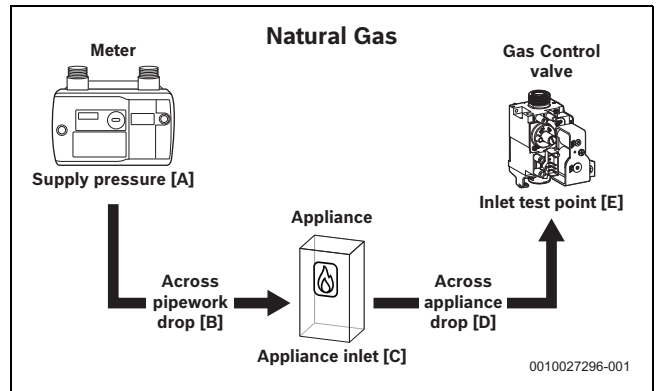 Natural Gas
Meter
Gas Control
valve
Supply pressure [A]
Inlet test point [E]
Appliance
Across
pipework
drop [B]
Across
appliance
drop [D]
Appliance inlet [C]
0010027296-001